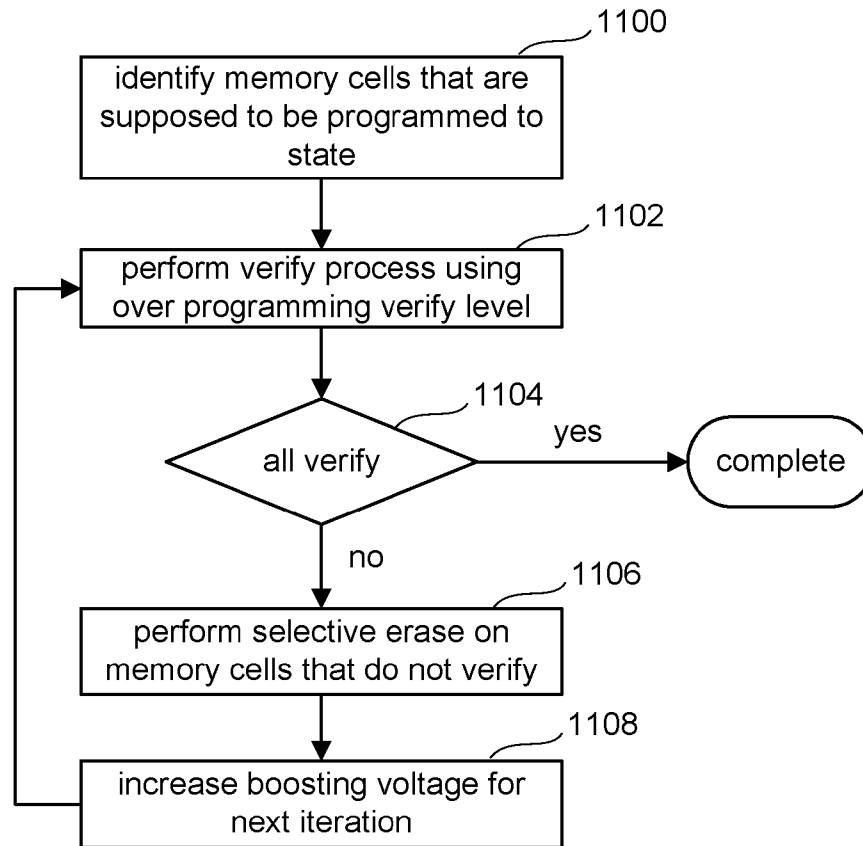 1100
identify memory cells that are
supposed to be programmed to
state
1102
perform verify process using
over programming verify level
1104
all verify
yes
complete
no
1106
perform selective erase on
memory cells that do not verify
1108
increase boosting voltage for
next iteration